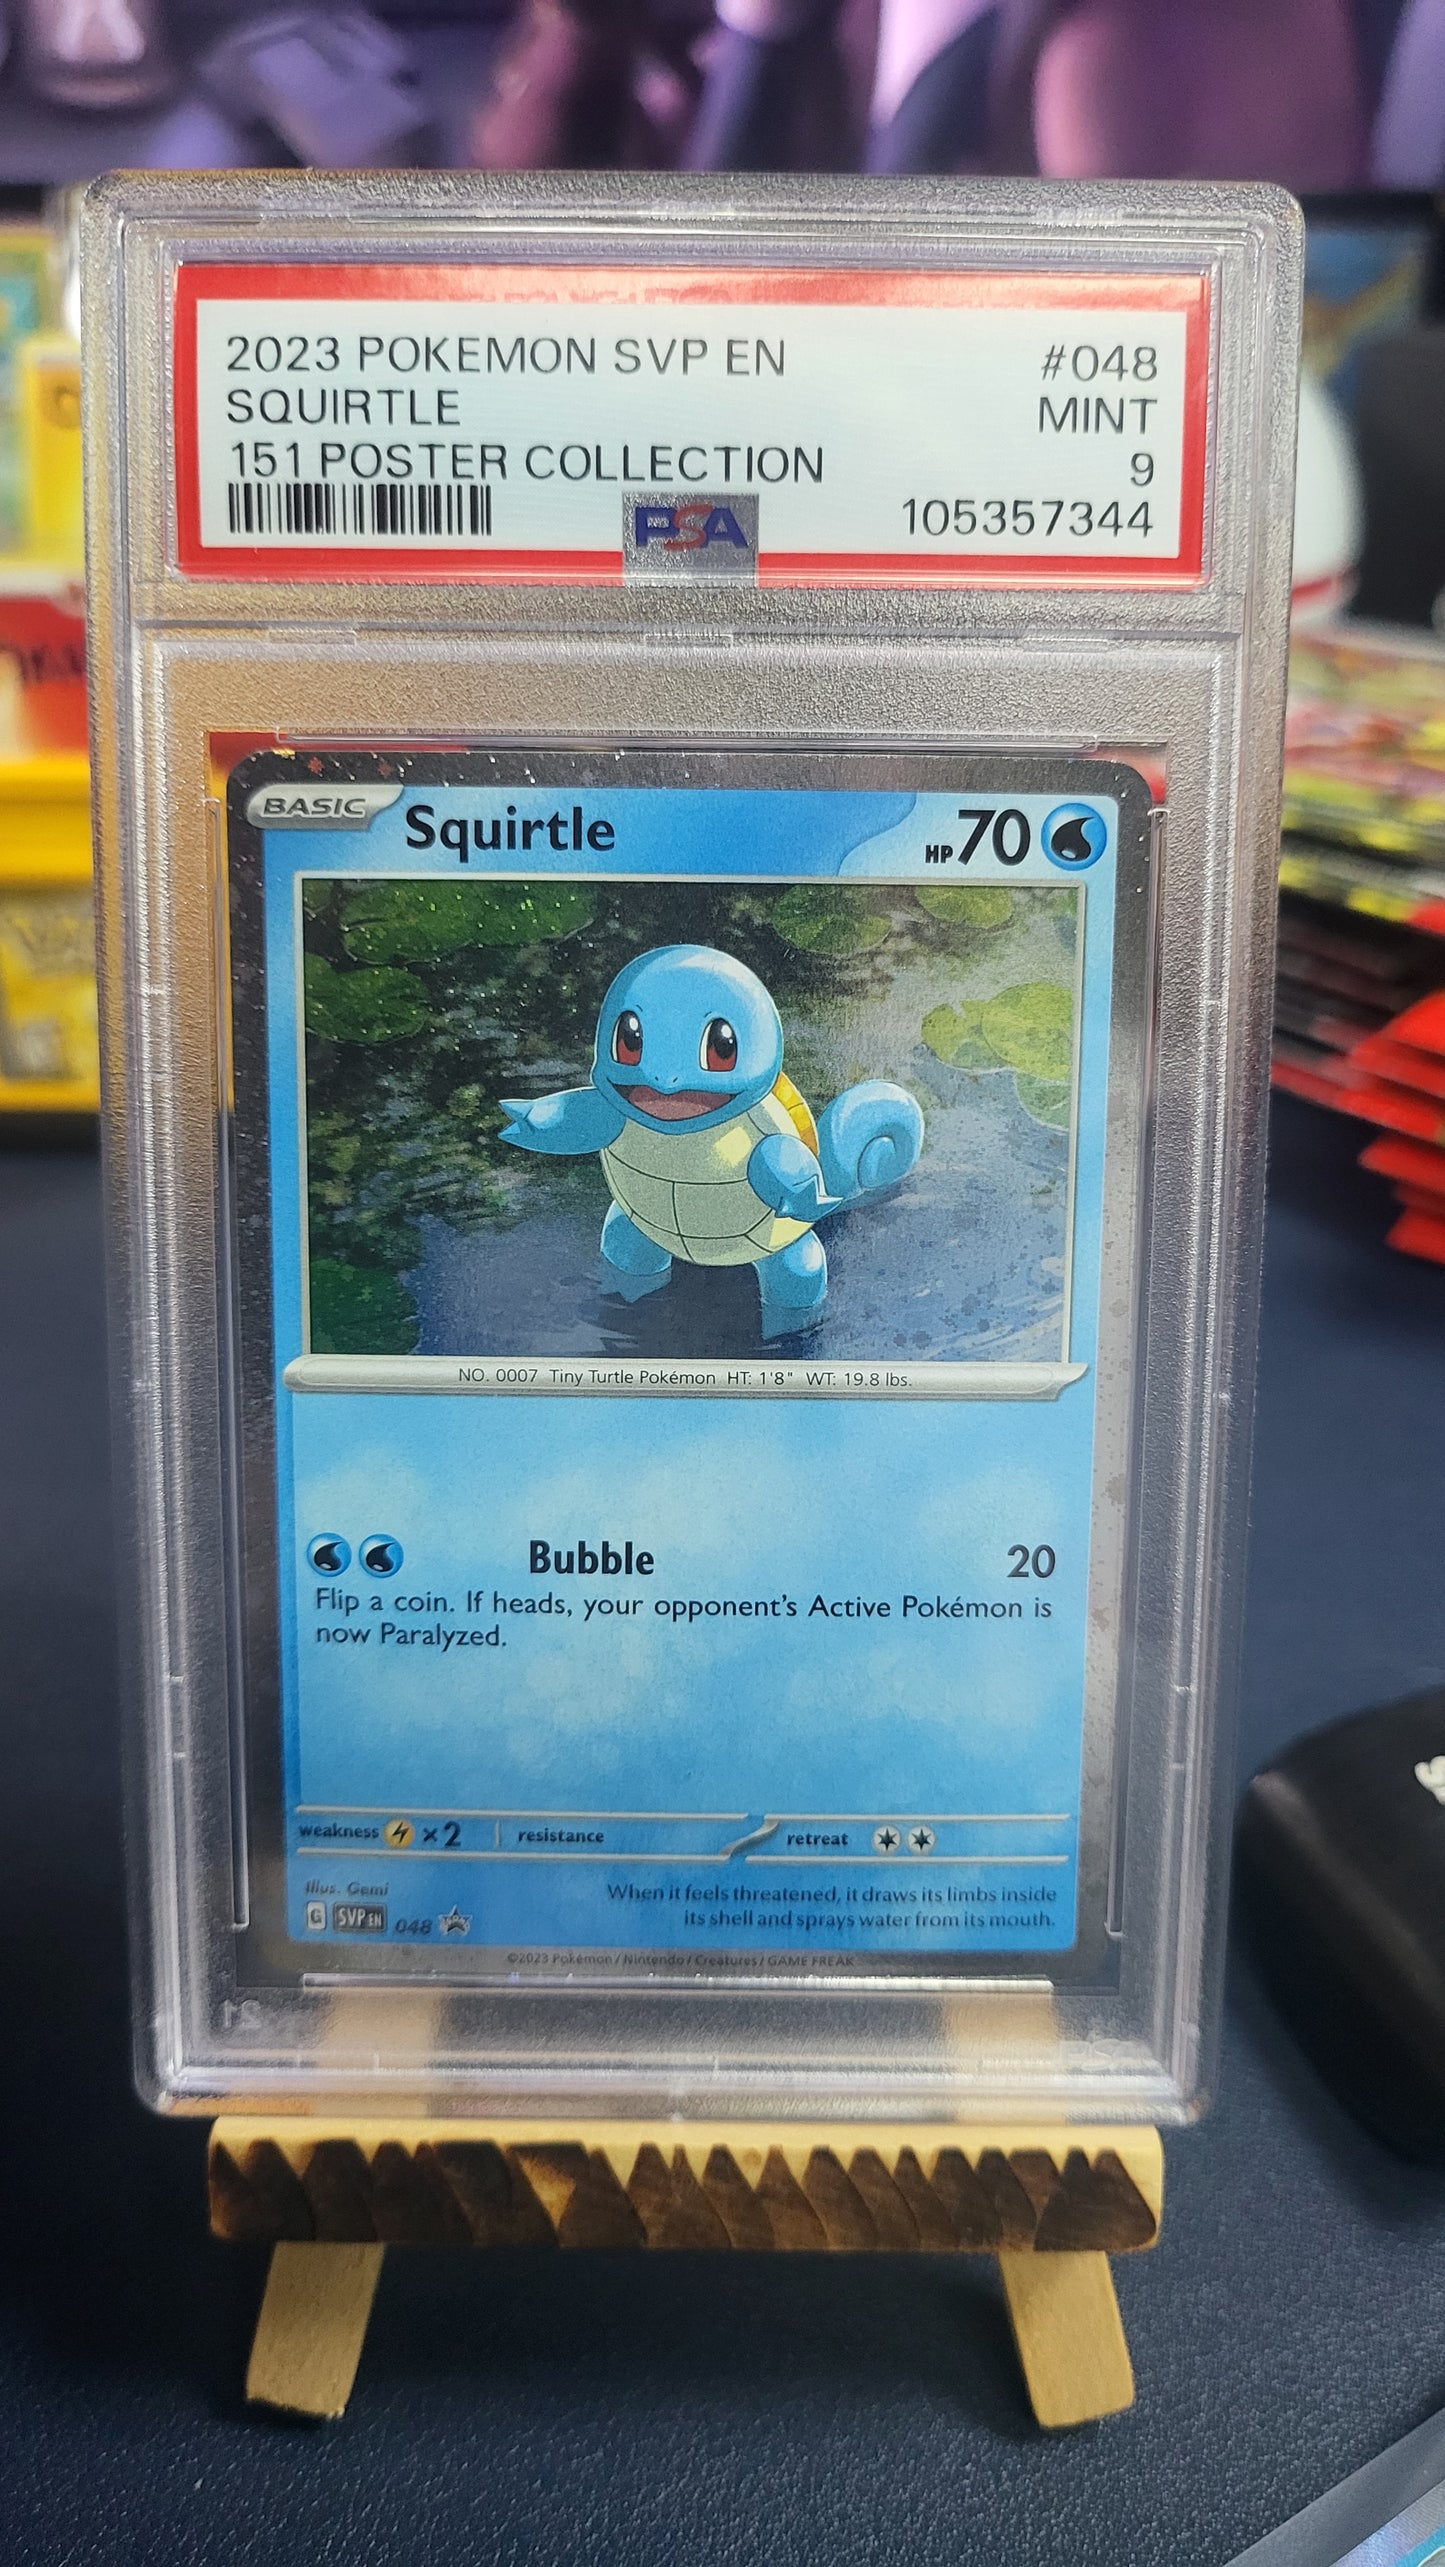 2023 POKEMON SVP EN #048
SQUIRTLE MINT
151 POSTER COLLECTION 9
PSA 105357344
BASIC Squirtle HP 70
NO. 0007 Tiny Turtle Pokémon HT: 1'8" WT: 19.8 lbs.
Bubble 20
Flip a coin. If heads, your opponent's Active Pokémon is
now Paralyzed.
weakness ×2 resistance retreat
Illus. Gemi
When it feels threatened, it draws its limbs inside
G SVP EN 048
its shell and sprays water from its mouth.
©2023 Pokémon / Nintendo / Creatures / GAME FREAK